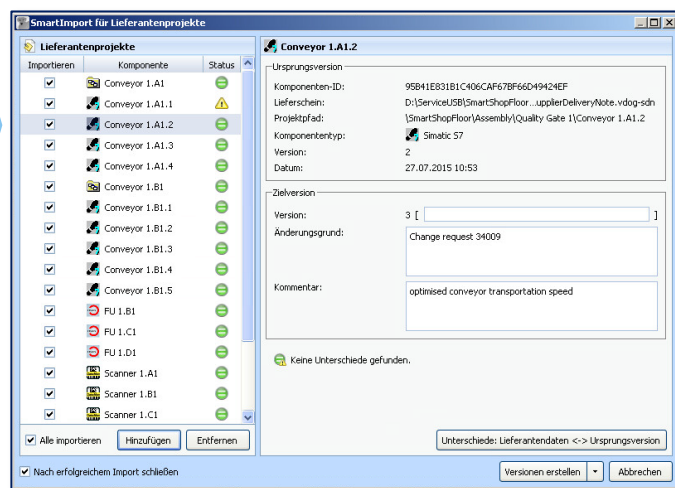 SmartImport für Lieferantenprojekte
Lieferantenprojekte
Importieren Komponente Status
Conveyor 1.A1
Conveyor 1.A1.1
Conveyor 1.A1.2
Conveyor 1.A1.3
Conveyor 1.A1.4
Conveyor 1.B1
Conveyor 1.B1.1
Conveyor 1.B1.2
Conveyor 1.B1.3
Conveyor 1.B1.4
Conveyor 1.B1.5
FU 1.B1
FU 1.C1
FU 1.D1
Scanner 1.A1
Scanner 1.B1
Scanner 1.C1
Alle importieren Hinzufügen Entfernen
Conveyor 1.A1.2
Ursprungsversion
Komponenten-ID: 95B41E831B1C406CAF67BF66D49424EF
Lieferschein: D:\ServiceUSB\SmartShopFloor...upplierDeliveryNote.vdog-sdn
Projektpfad: \SmartShopFloor\Assembly\Quality Gate 1\Conveyor 1.A1.2
Komponententyp: Simatic S7
Version: 2
Datum: 27.07.2015 10:53
Zielversion
Version: 3 [ ]
Änderungsgrund: Change request 34009
Kommentar: optimised conveyor transportation speed
Keine Unterschiede gefunden.
Unterschiede: Lieferantendaten <-> Ursprungsversion
Nach erfolgreichem Import schließen
Versionen erstellen Abbrechen